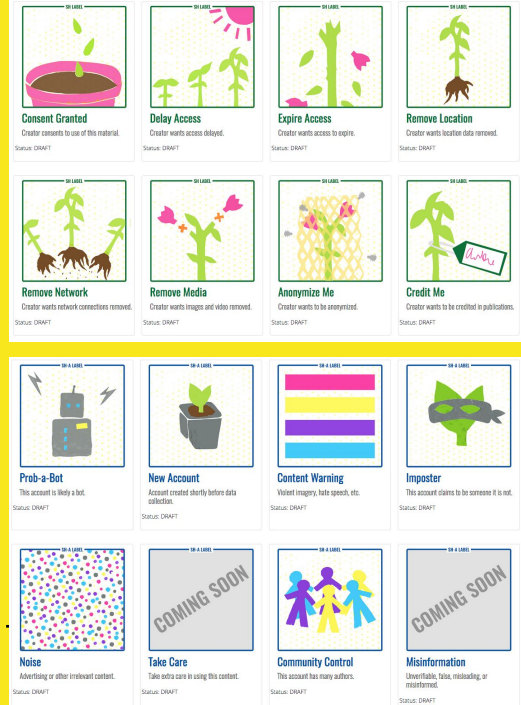 SH LABEL
Consent Granted
Creator consents to use of this material.
Status: DRAFT
SH LABEL
Delay Access
Creator wants access delayed.
Status: DRAFT
SH LABEL
Expire Access
Creator wants access to expire.
Status: DRAFT
SH LABEL
Remove Location
Creator wants location data removed.
Status: DRAFT
SH LABEL
Remove Network
Creator wants network connections removed.
Status: DRAFT
SH LABEL
Remove Media
Creator wants images and video removed.
Status: DRAFT
SH LABEL
Anonymize Me
Creator wants to be anonymized.
Status: DRAFT
SH LABEL
Credit Me
Creator wants to be credited in publications.
Status: DRAFT
SH-A LABEL
Prob-a-Bot
This account is likely a bot.
Status: DRAFT
SH-A LABEL
New Account
Account created shortly before data
collection.
Status: DRAFT
SH-A LABEL
Content Warning
Violent imagery, hate speech, etc.
Status: DRAFT
SH-A LABEL
Imposter
This account claims to be someone it is not.
Status: DRAFT
SH-A LABEL
Noise
Advertising or other irrelevant content.
Status: DRAFT
SH-A LABEL
COMING SOON
Take Care
Take extra care in using this content.
Status: DRAFT
SH-A LABEL
Community Control
This account has many authors.
Status: DRAFT
SH-A LABEL
COMING SOON
Misinformation
Unverifiable, false, misleading, or
misinformed.
Status: DRAFT